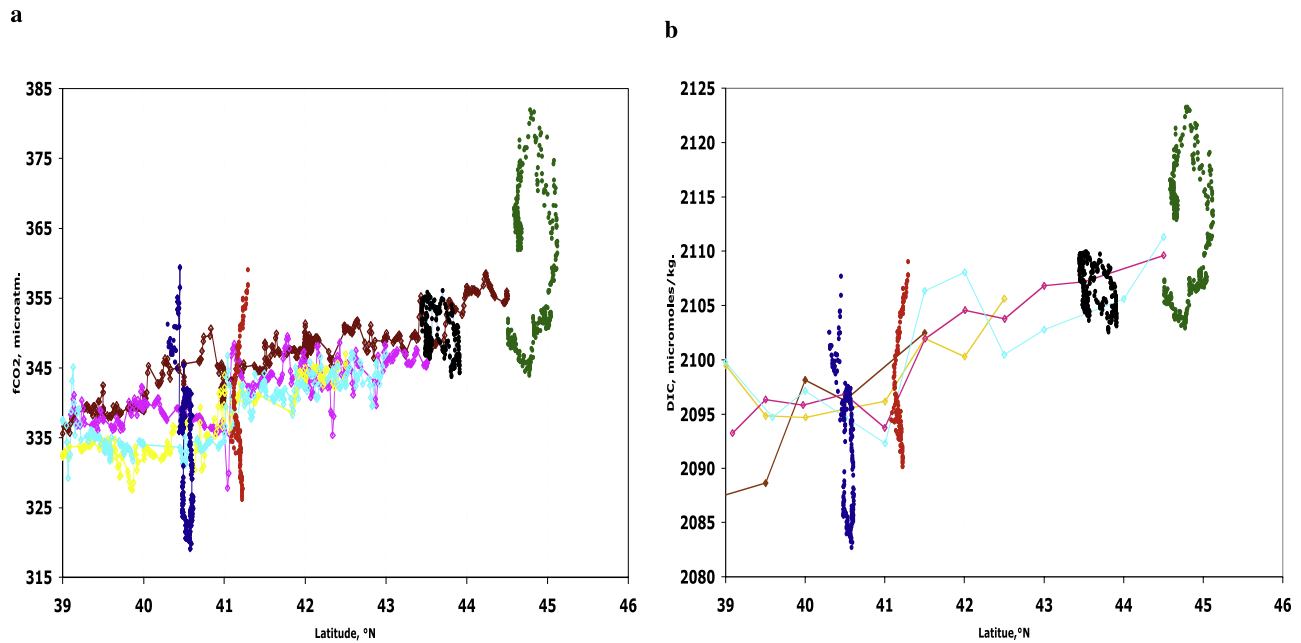 a
b
385
375
365
355
345
335
325
315
fCO2, microatm.
39 40 41 42 43 44 45 46
Latitude, °N
2125
2120
2115
2110
2105
2100
2095
2090
2085
2080
DIC, micromoles/kg.
39 40 41 42 43 44 45 46
Latitue,°N